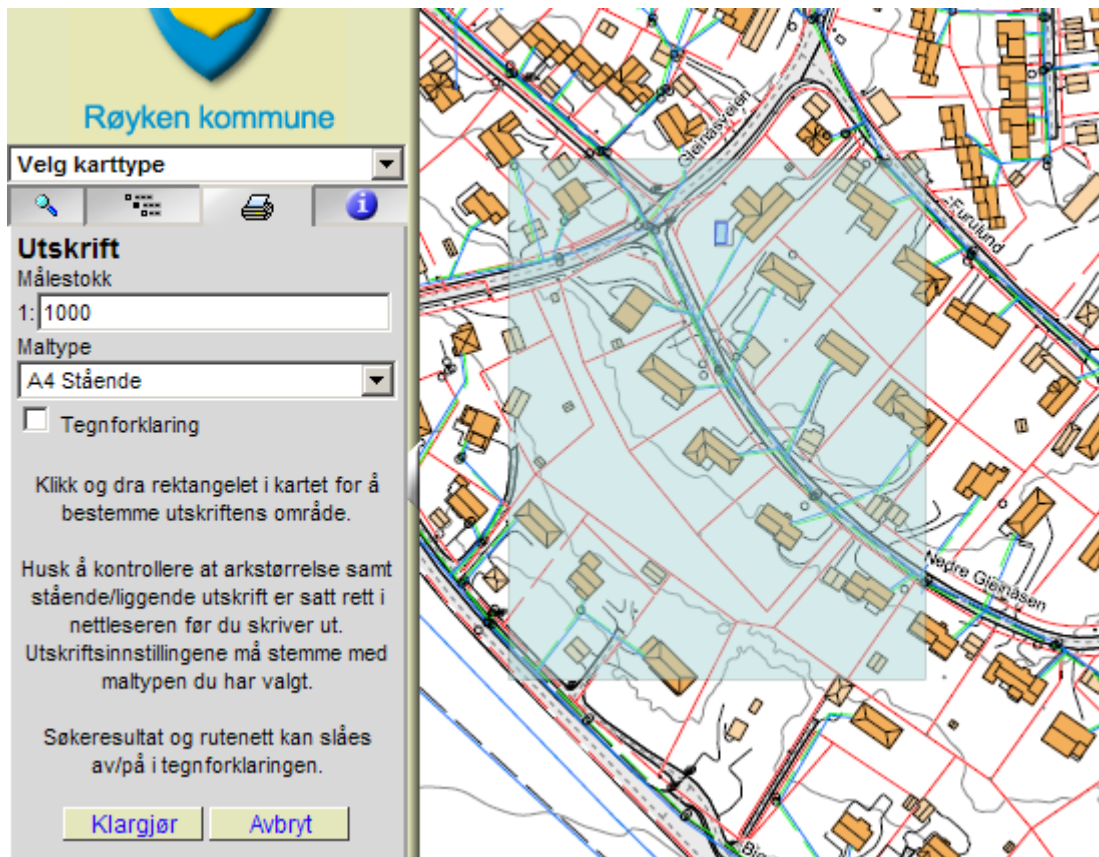 Røyken kommune
Velg karttype
Utskrift
Målestokk
1: 1000
Maltype
A4 Stående
Tegnforklaring
Klikk og dra rektangelet i kartet for å
bestemme utskriftens område.
Husk å kontrollere at arkstørrelse samt
stående/liggende utskrift er satt rett i
nettleseren før du skriver ut.
Utskriftsinnstillingene må stemme med
maltypen du har valgt.
Søkeresultat og rutenett kan slåes
av/på i tegnforklaringen.
Klargjør Avbryt
Gleinåsveien
Furulund
Nedre Gleinåsen